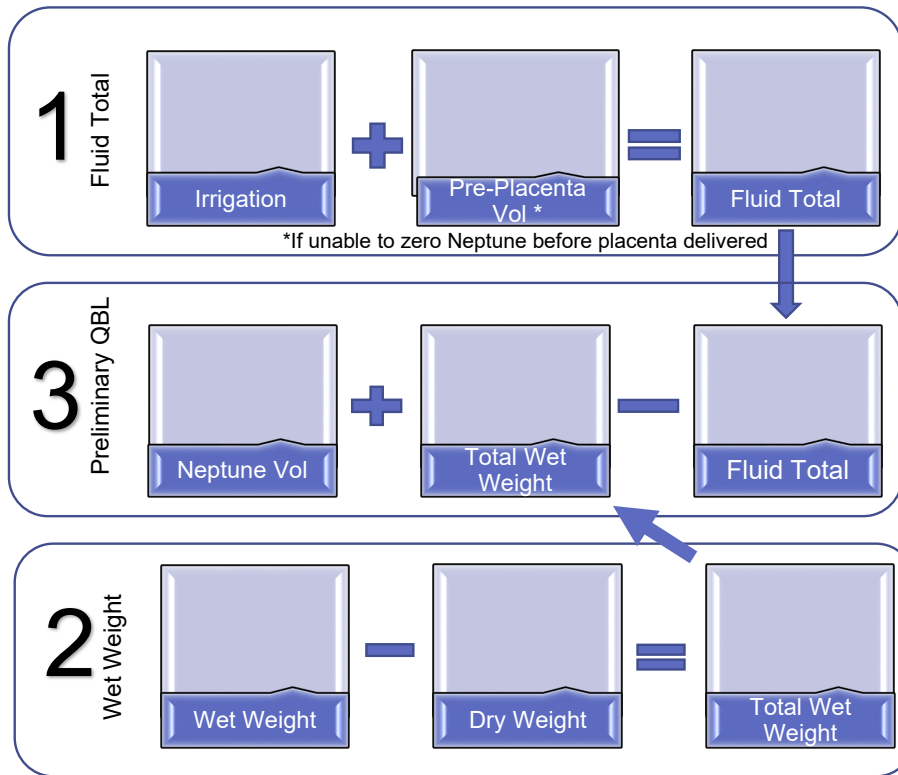 1
Fluid Total
Irrigation
Pre-Placenta
Vol *
Fluid Total
*If unable to zero Neptune before placenta delivered
3
Preliminary QBL
Neptune Vol
Total Wet
Weight
Fluid Total
2
Wet Weight
Wet Weight
Dry Weight
Total Wet
Weight